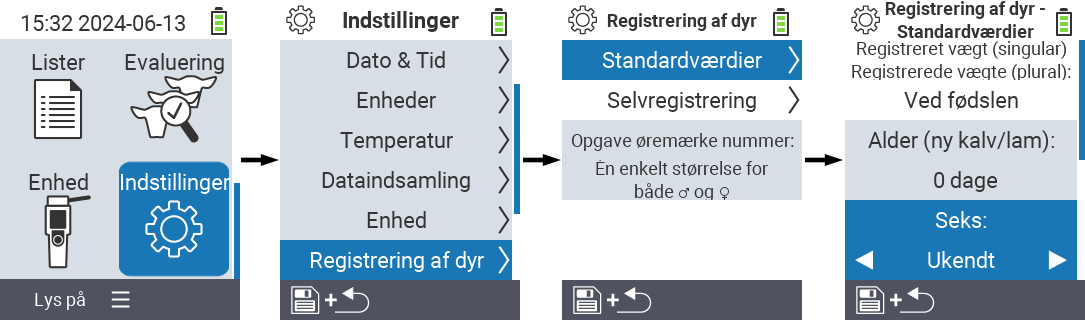 15:32 2024-06-13
Lister
Evaluering
Enhed
Indstillinger
Lys på
Indstillinger
Dato & Tid
Enheder
Temperatur
Dataindsamling
Enhed
Registrering af dyr
+
Registrering af dyr
Standardværdier
Selvregistrering
Opgave øremærke nummer:
Én enkelt størrelse for
både ♂ og ♀
+
Registrering af dyr -
Standardværdier
Registreret vægt (singular)
Registrerede vægte (plural):
Ved fødslen
Alder (ny kalv/lam):
0 dage
Seks:
Ukendt
+